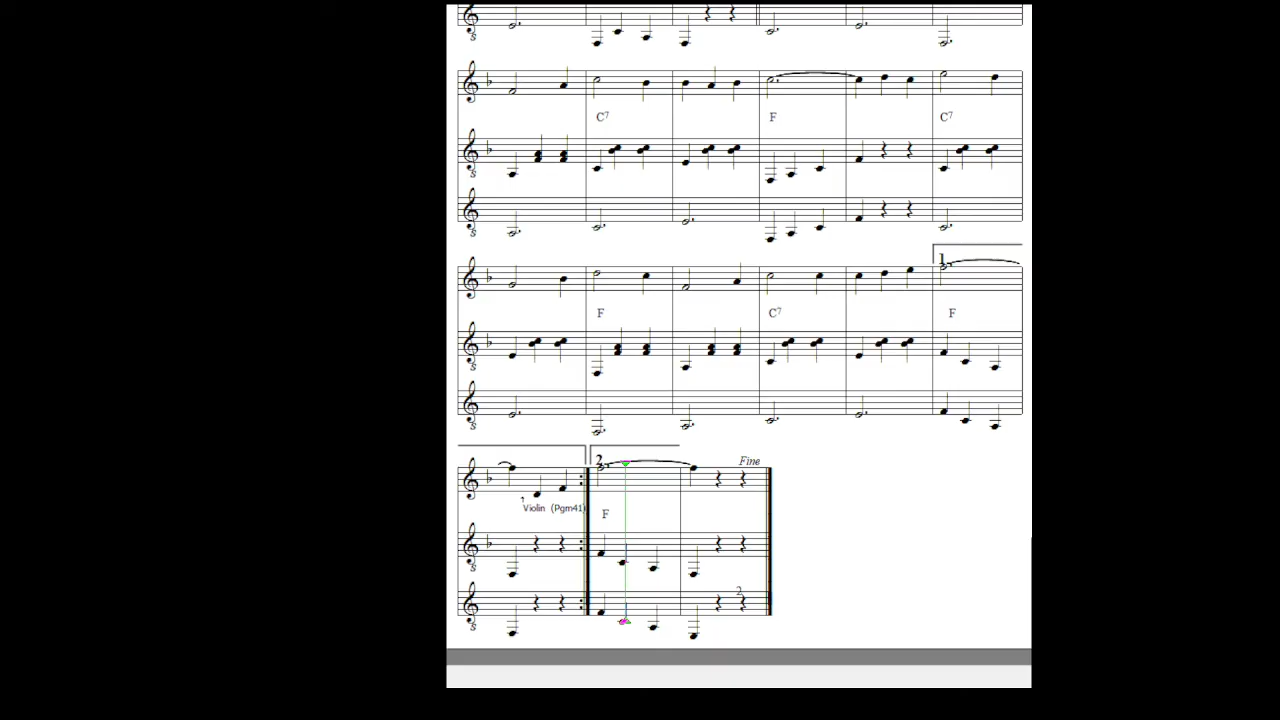 C7 F C7
1.
F C7 F
2. Fine
Violin (Pgm41)
F
2